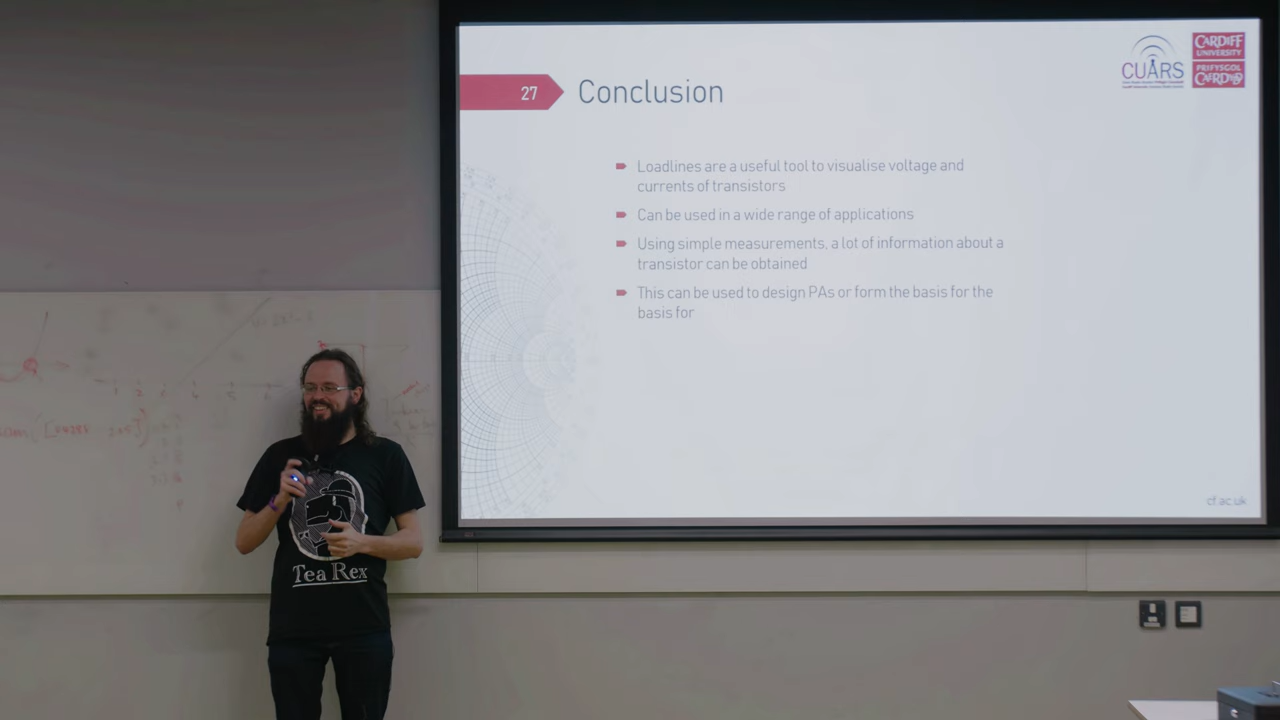 27
Conclusion
CUARS
CARDIFF
UNIVERSITY
PRIFYSGOL
CAERDYDD
Loadlines are a useful tool to visualise voltage and
currents of transistors
Can be used in a wide range of applications
Using simple measurements, a lot of information about a
transistor can be obtained
This can be used to design PAs or form the basis for the
basis for
cf.ac.uk
Tea Rex